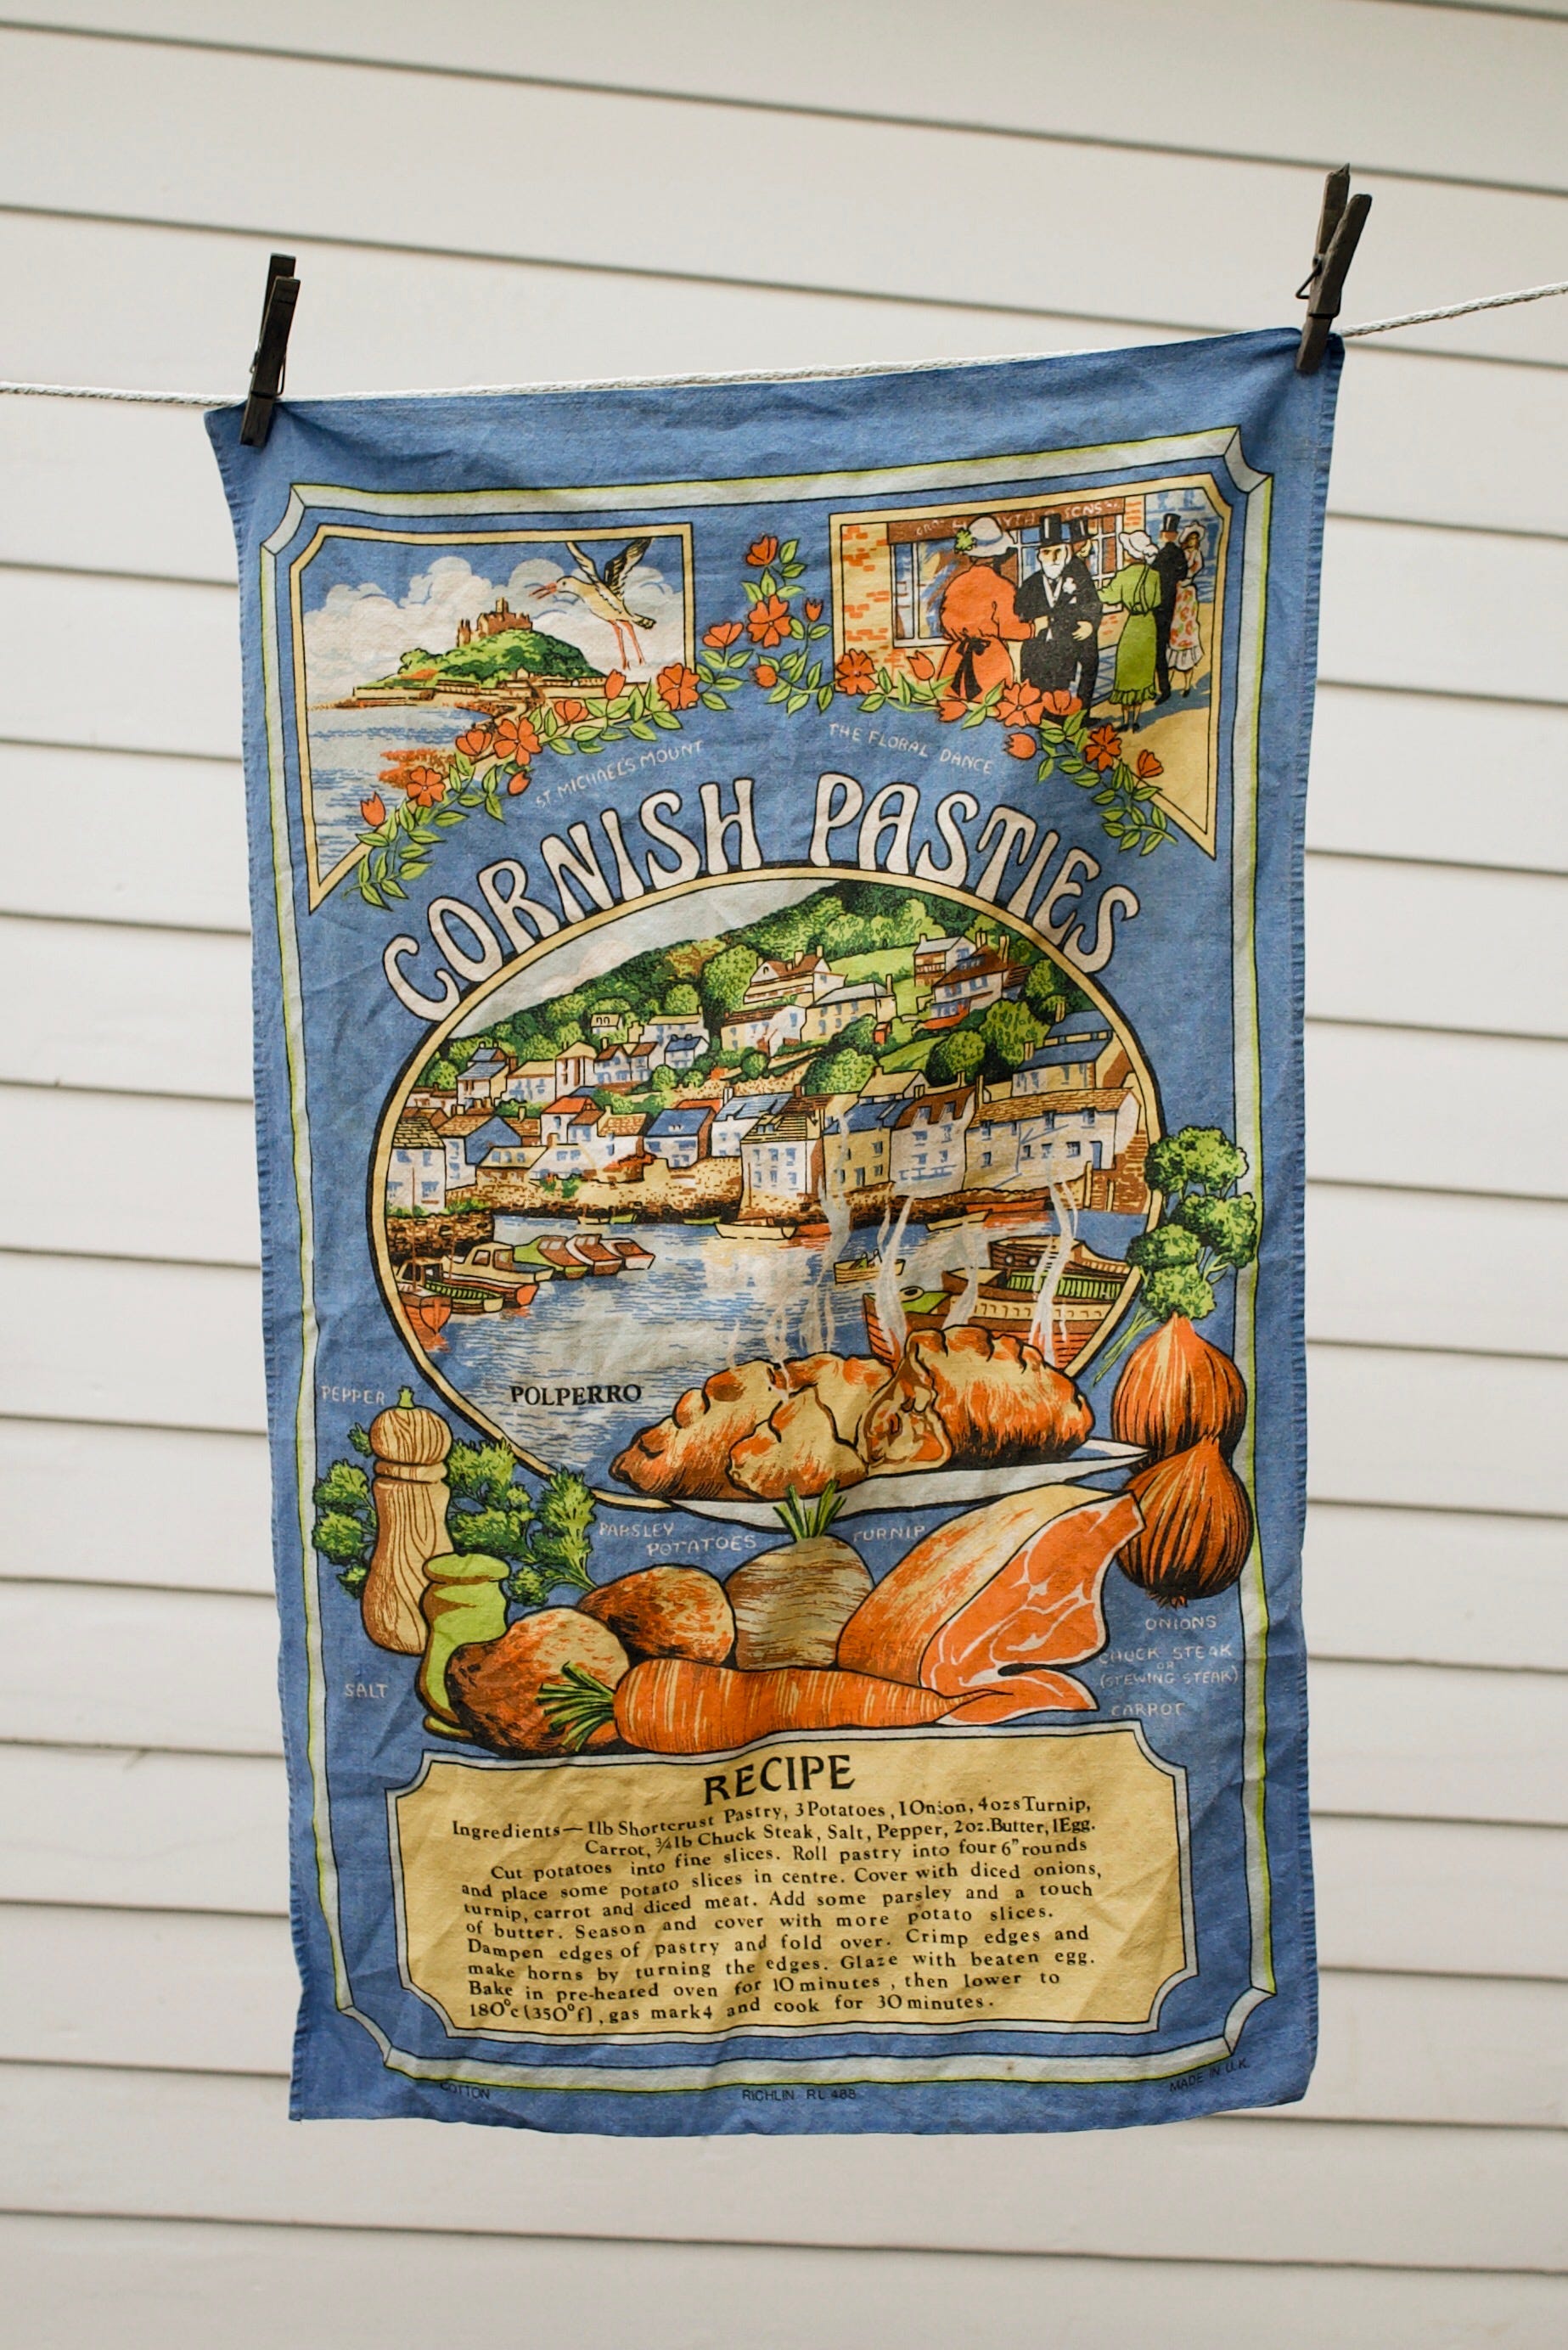 ST MICHAEL'S MOUNT
THE FLORAL DANCE
CORNISH PASTIES
POLPERRO
PEPPER
PARSLEY
POTATOES
TURNIP
ONIONS
CHUCK STEAK
OR
(STEWING STEAK)
SALT
CARROT
RECIPE
Ingredients — 1lb Shortcrust Pastry, 3 Potatoes, 1 Onion, 4ozs Turnip,
Carrot, ¾lb Chuck Steak, Salt, Pepper, 2oz. Butter, 1 Egg.
Cut potatoes into fine slices. Roll pastry into four 6" rounds
and place some potato slices in centre. Cover with diced onions,
turnip, carrot and diced meat. Add some parsley and a touch
of butter. Season and cover with more potato slices.
Dampen edges of pastry and fold over. Crimp edges and
make horns by turning the edges. Glaze with beaten egg.
Bake in pre-heated oven for 10 minutes, then lower to
180°c (350°f), gas mark 4 and cook for 30 minutes.
COTTON
RICHLIN RL 488
MADE IN U.K.